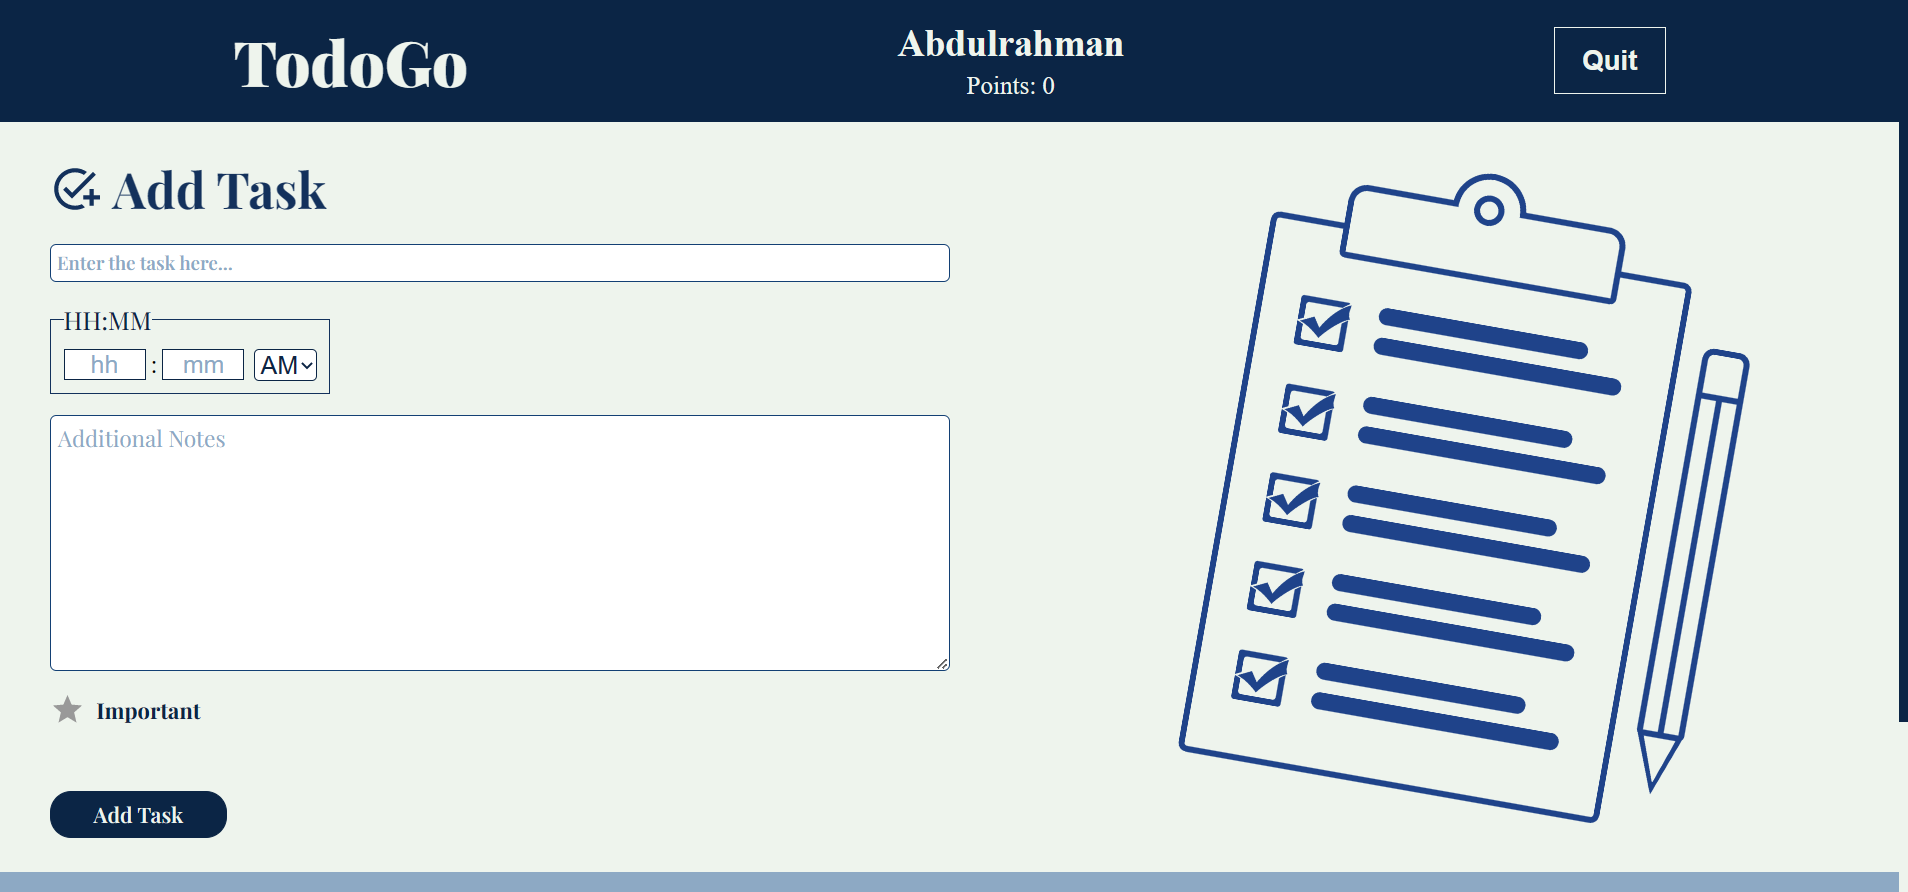 TodoGo
Abdulrahman
Points: 0
Quit
Add Task
Enter the task here...
HH:MM
hh : mm AM
Additional Notes
Important
Add Task